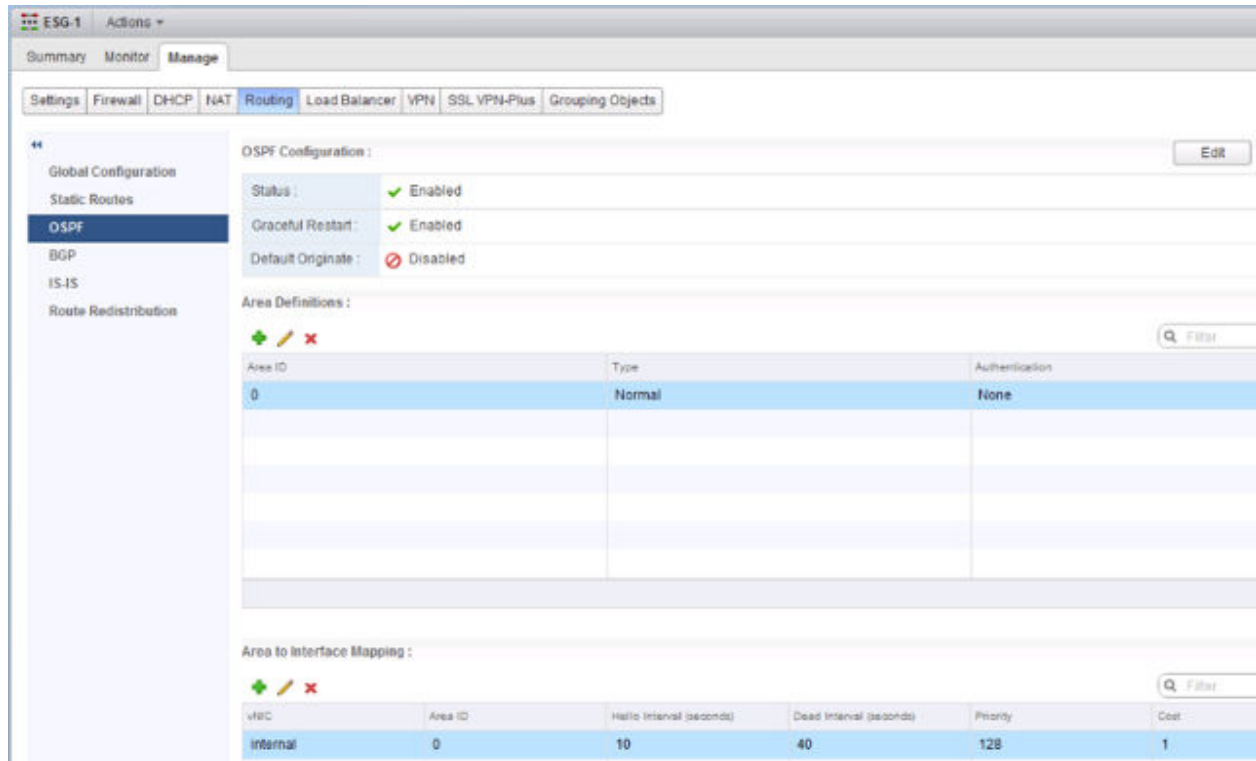 ESG-1 Actions
Summary Monitor Manage
Settings Firewall DHCP NAT Routing Load Balancer VPN SSL VPN-Plus Grouping Objects
Global Configuration
Static Routes
OSPF
BGP
IS-IS
Route Redistribution
OSPF Configuration : Edit
Status : Enabled
Graceful Restart : Enabled
Default Originate : Disabled
Area Definitions :
Filter
Area ID Type Authentication
0 Normal None
Area to Interface Mapping :
Filter
vNIC Area ID Hello Interval (seconds) Dead Interval (seconds) Priority Cost
internal 0 10 40 128 1